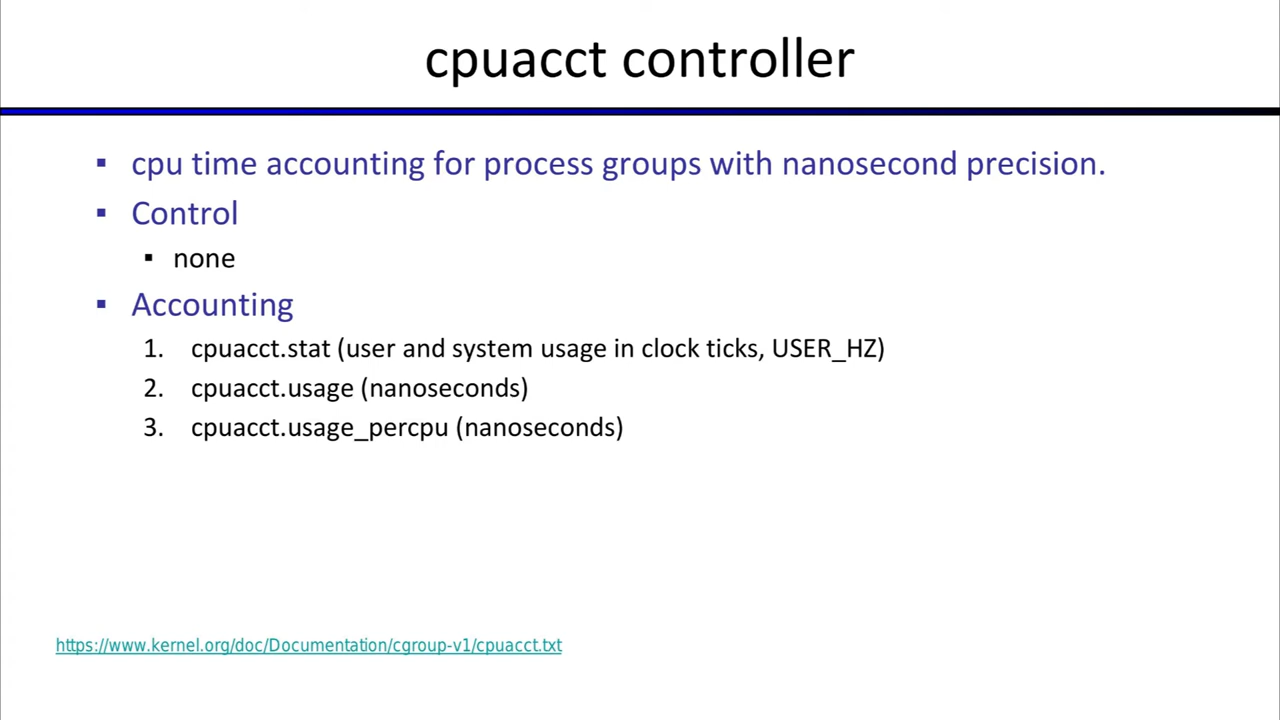 cpuacct controller
▪ cpu time accounting for process groups with nanosecond precision.
▪ Control
▪ none
▪ Accounting
1. cpuacct.stat (user and system usage in clock ticks, USER_HZ)
2. cpuacct.usage (nanoseconds)
3. cpuacct.usage_percpu (nanoseconds)
https://www.kernel.org/doc/Documentation/cgroup-v1/cpuacct.txt